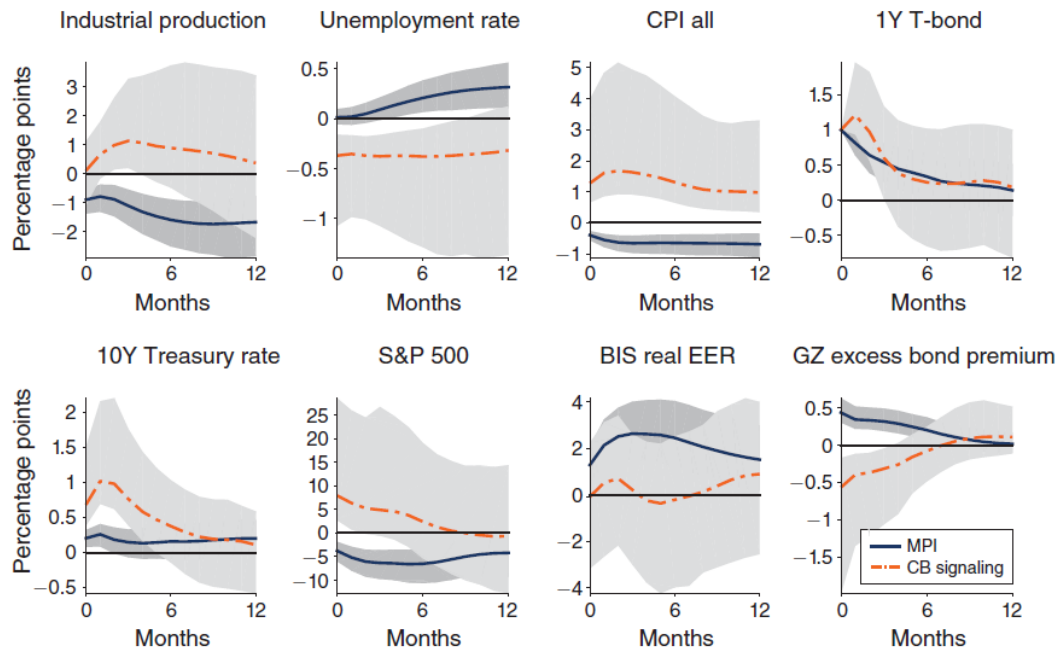 Industrial production
Unemployment rate
CPI all
1Y T-bond
Percentage points
3
2
1
0
−1
−2
0 6 12
Months
0.5
0
−0.5
−1
0 6 12
Months
5
4
3
2
1
0
−1
0 6 12
Months
1.5
1
0.5
0
−0.5
0 6 12
Months
10Y Treasury rate
S&P 500
BIS real EER
GZ excess bond premium
Percentage points
2
1.5
1
0.5
0
−0.5
0 6 12
Months
25
20
15
10
5
0
−5
−10
0 6 12
Months
4
2
0
−2
−4
0 6 12
Months
0.5
0
−0.5
−1
−1.5
MPI
CB signaling
0 6 12
Months